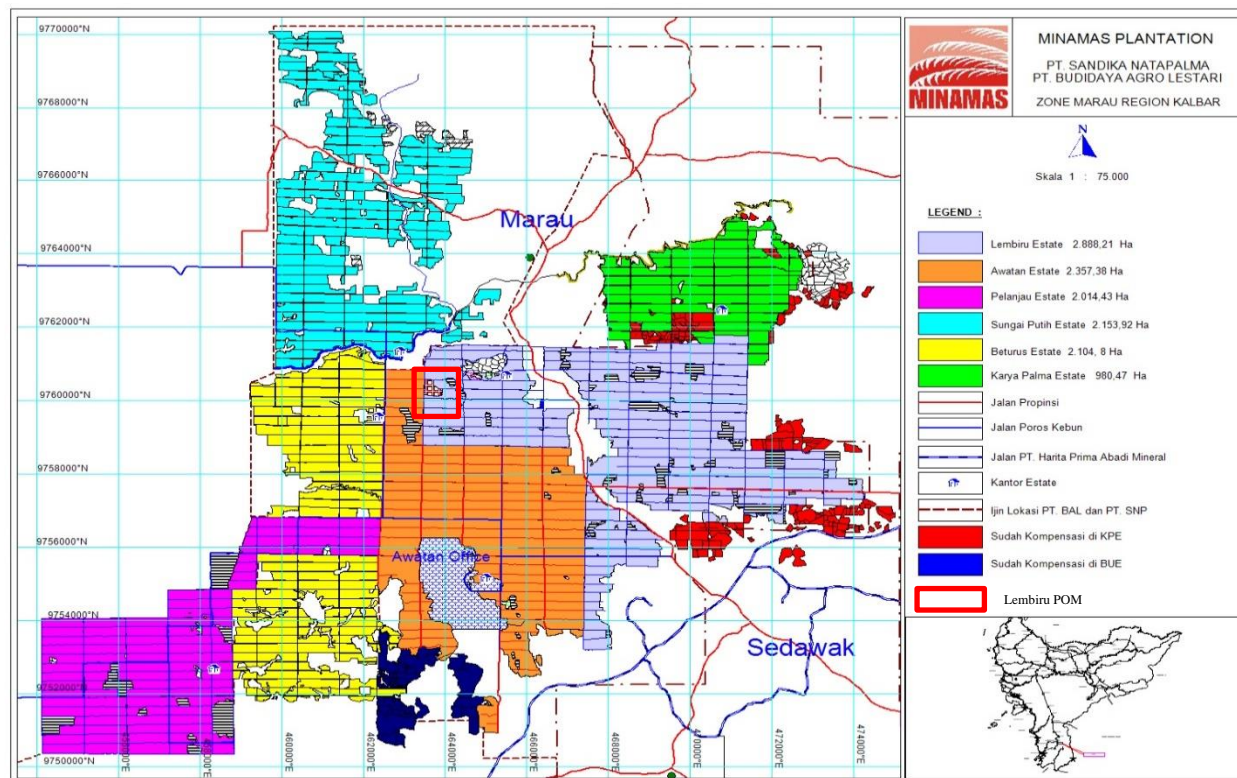 9770000°N
9768000°N
9766000°N
9764000°N
9762000°N
9760000°N
9758000°N
9756000°N
9754000°N
9752000°N
9750000°N
Marau
Awatan Office
Sedawak
460000°E
462000°E
464000°E
466000°E
468000°E
470000°E
472000°E
474000°E
MINAMAS
MINAMAS PLANTATION
PT. SANDIKA NATAPALMA
PT. BUDIDAYA AGRO LESTARI
ZONE MARAU REGION KALBAR
N
Skala 1 : 75.000
LEGEND :
Lembiru Estate 2.888,21 Ha
Awatan Estate 2.357,38 Ha
Pelanjau Estate 2.014,43 Ha
Sungai Putih Estate 2.153,92 Ha
Beturus Estate 2.104, 8 Ha
Karya Palma Estate 980,47 Ha
Jalan Propinsi
Jalan Poros Kebun
Jalan PT. Harita Prima Abadi Mineral
Kantor Estate
Ijin Lokasi PT. BAL dan PT. SNP
Sudah Kompensasi di KPE
Sudah Kompensasi di BUE
Lembiru POM